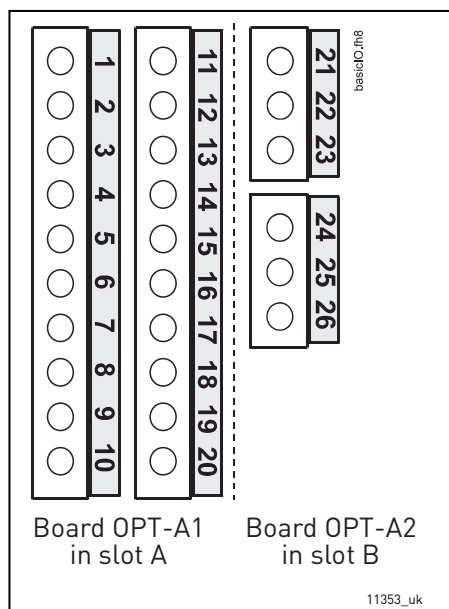 1 11 21
2 12 22
3 13 23
4 14 24
5 15 25
6 16 26
7 17
8 18
9 19
10 20
basicIO.fh8
Board OPT-A1
in slot A
Board OPT-A2
in slot B
11353_uk